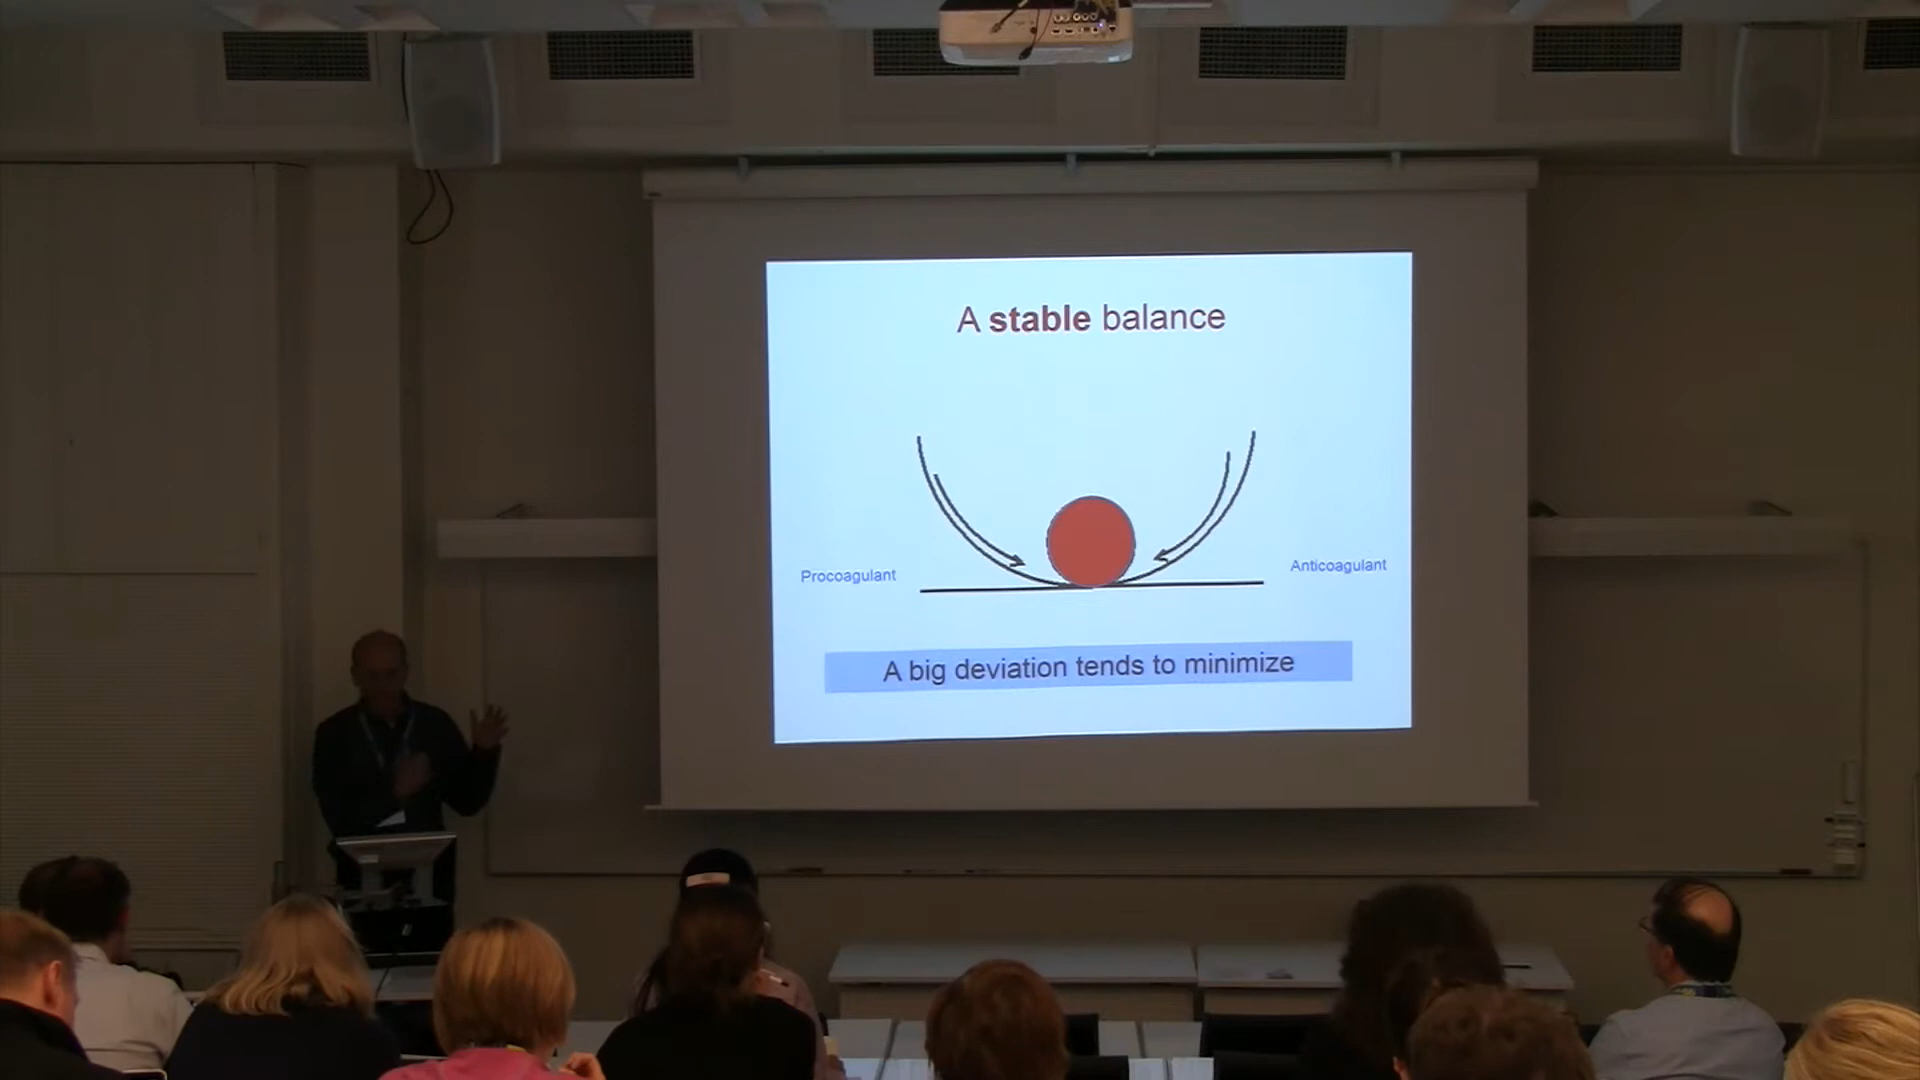 A stable balance
Procoagulant
Anticoagulant
A big deviation tends to minimize